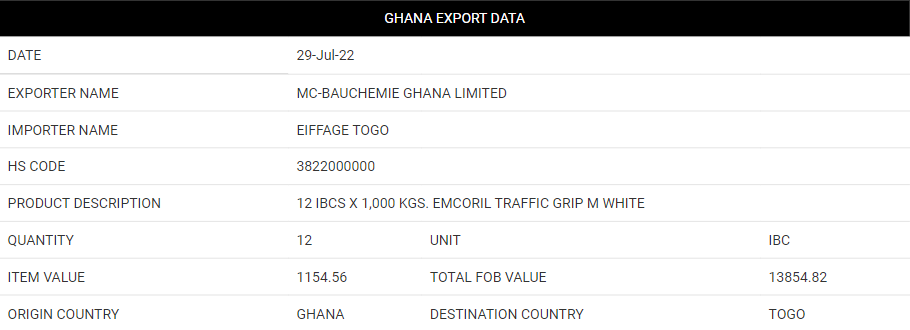 GHANA EXPORT DATA
DATE 29-Jul-22
EXPORTER NAME MC-BAUCHEMIE GHANA LIMITED
IMPORTER NAME EIFFAGE TOGO
HS CODE 3822000000
PRODUCT DESCRIPTION 12 IBCS X 1,000 KGS. EMCORIL TRAFFIC GRIP M WHITE
QUANTITY 12 UNIT IBC
ITEM VALUE 1154.56 TOTAL FOB VALUE 13854.82
ORIGIN COUNTRY GHANA DESTINATION COUNTRY TOGO